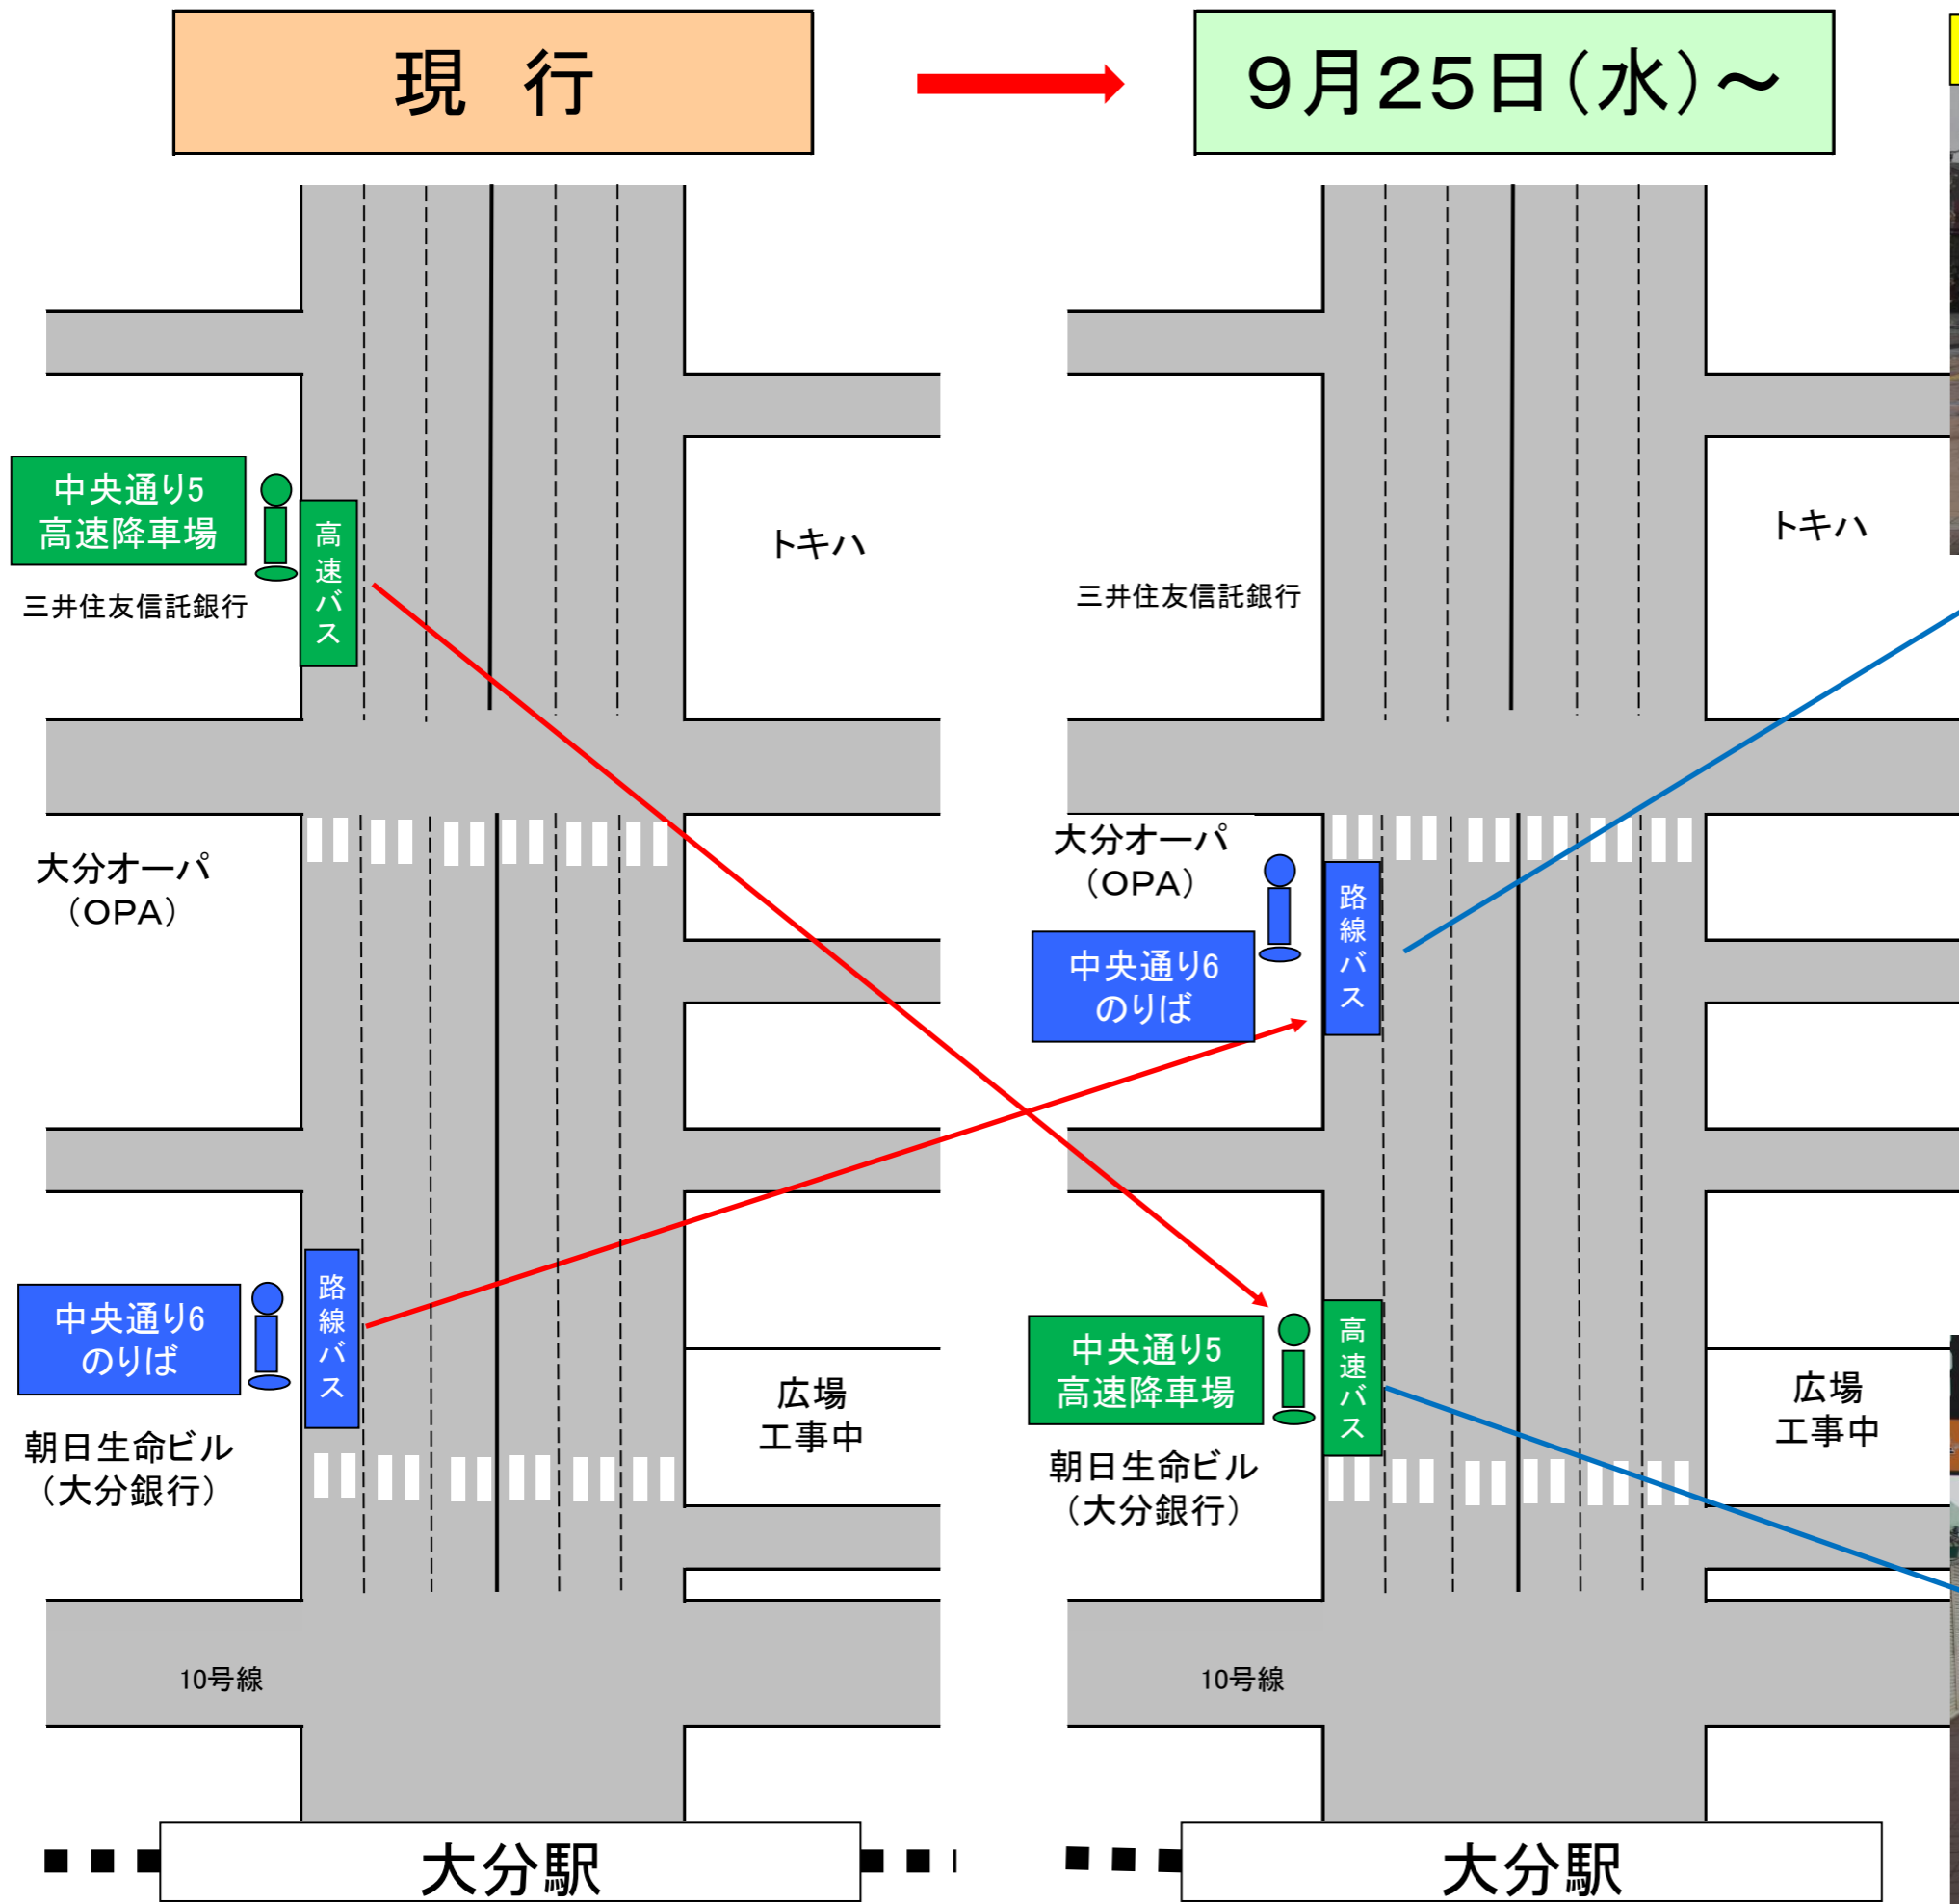 現　行
中央通り5
高速降車場
高速バス
三井住友信託銀行
トキハ
大分オーパ
（OPA）
中央通り6
のりば
路線バス
朝日生命ビル
（大分銀行）
広場
工事中
10号線
大分駅
９月２５日（水）～
トキハ
三井住友信託銀行
大分オーパ
（OPA）
中央通り6
のりば
路線バス
中央通り5
高速降車場
高速バス
朝日生命ビル
（大分銀行）
広場
工事中
10号線
大分駅